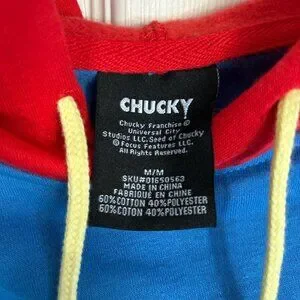 CHUCKY
Chucky Franchise ©
Universal City
Studios LLC. Seed of Chucky
© Focus Features LLC.
All Rights Reserved.
M/M
SKU#01650563
MADE IN CHINA
FABRIQUÉ EN CHINE
60%COTTON 40%POLYESTER
60%COTON 40%POLYESTER